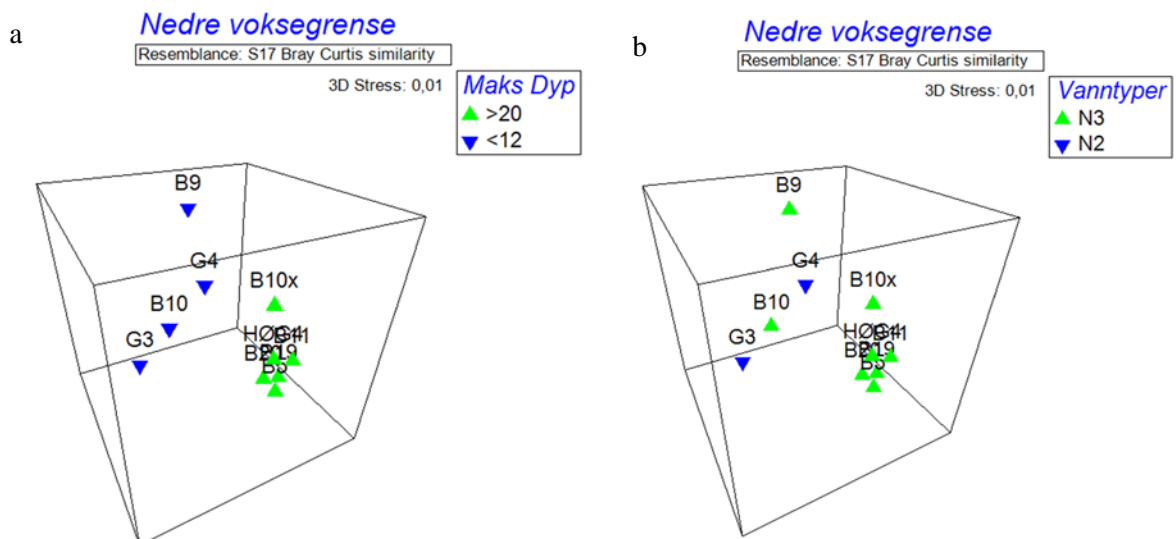 a
Nedre voksegrense
Resemblance: S17 Bray Curtis similarity
3D Stress: 0,01
Maks Dyp
>20
<12
B9
G4
B10x
B10
G3
b
Nedre voksegrense
Resemblance: S17 Bray Curtis similarity
3D Stress: 0,01
Vanntyper
N3
N2
B9
G4
B10x
B10
G3